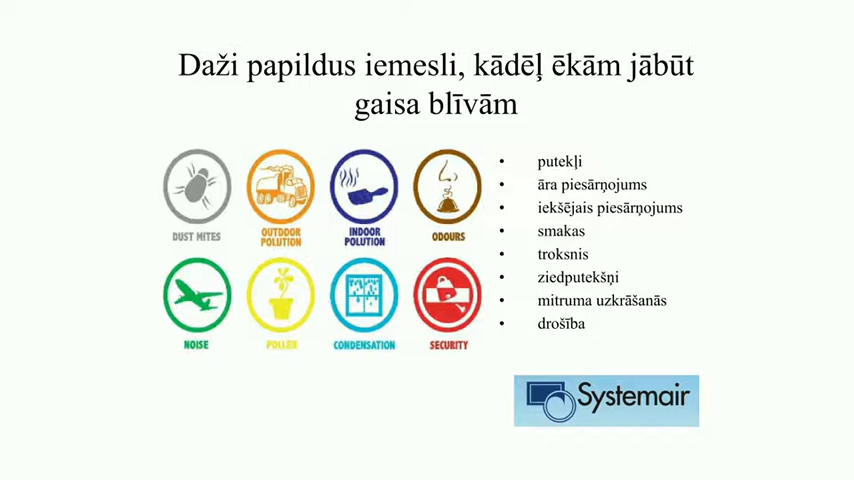 Daži papildus iemesli, kādēļ ēkām jābūt
gaisa blīvām
DUST MITES
OUTDOOR
POLUTION
INDOOR
POLUTION
ODOURS
NOISE
POLLEN
CONDENSATION
SECURITY
• putekļi
• āra piesārņojums
• iekšējais piesārņojums
• smakas
• troksnis
• ziedputekšņi
• mitruma uzkrāšanās
• drošība
Systemair